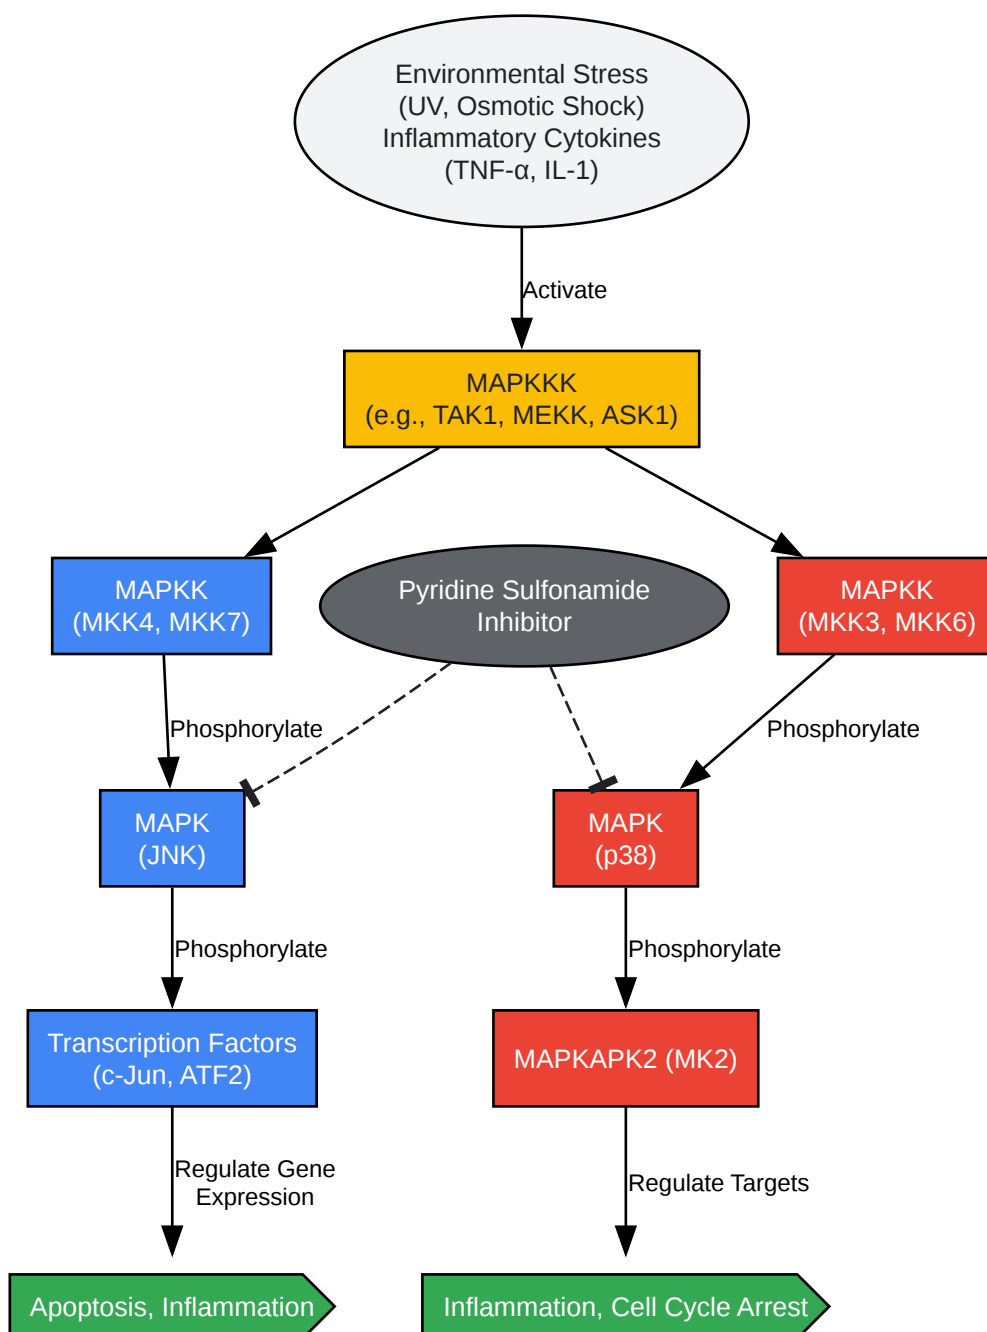 Environmental Stress
(UV, Osmotic Shock)
Inflammatory Cytokines
(TNF-α, IL-1)
Activate
MAPKKK
(e.g., TAK1, MEKK, ASK1)
MAPKK
(MKK4, MKK7)
Pyridine Sulfonamide
Inhibitor
MAPKK
(MKK3, MKK6)
Phosphorylate
Phosphorylate
MAPK
(JNK)
MAPK
(p38)
Phosphorylate
Phosphorylate
Transcription Factors
(c-Jun, ATF2)
MAPKAPK2 (MK2)
Regulate Gene
Expression
Regulate Targets
Apoptosis, Inflammation
Inflammation, Cell Cycle Arrest